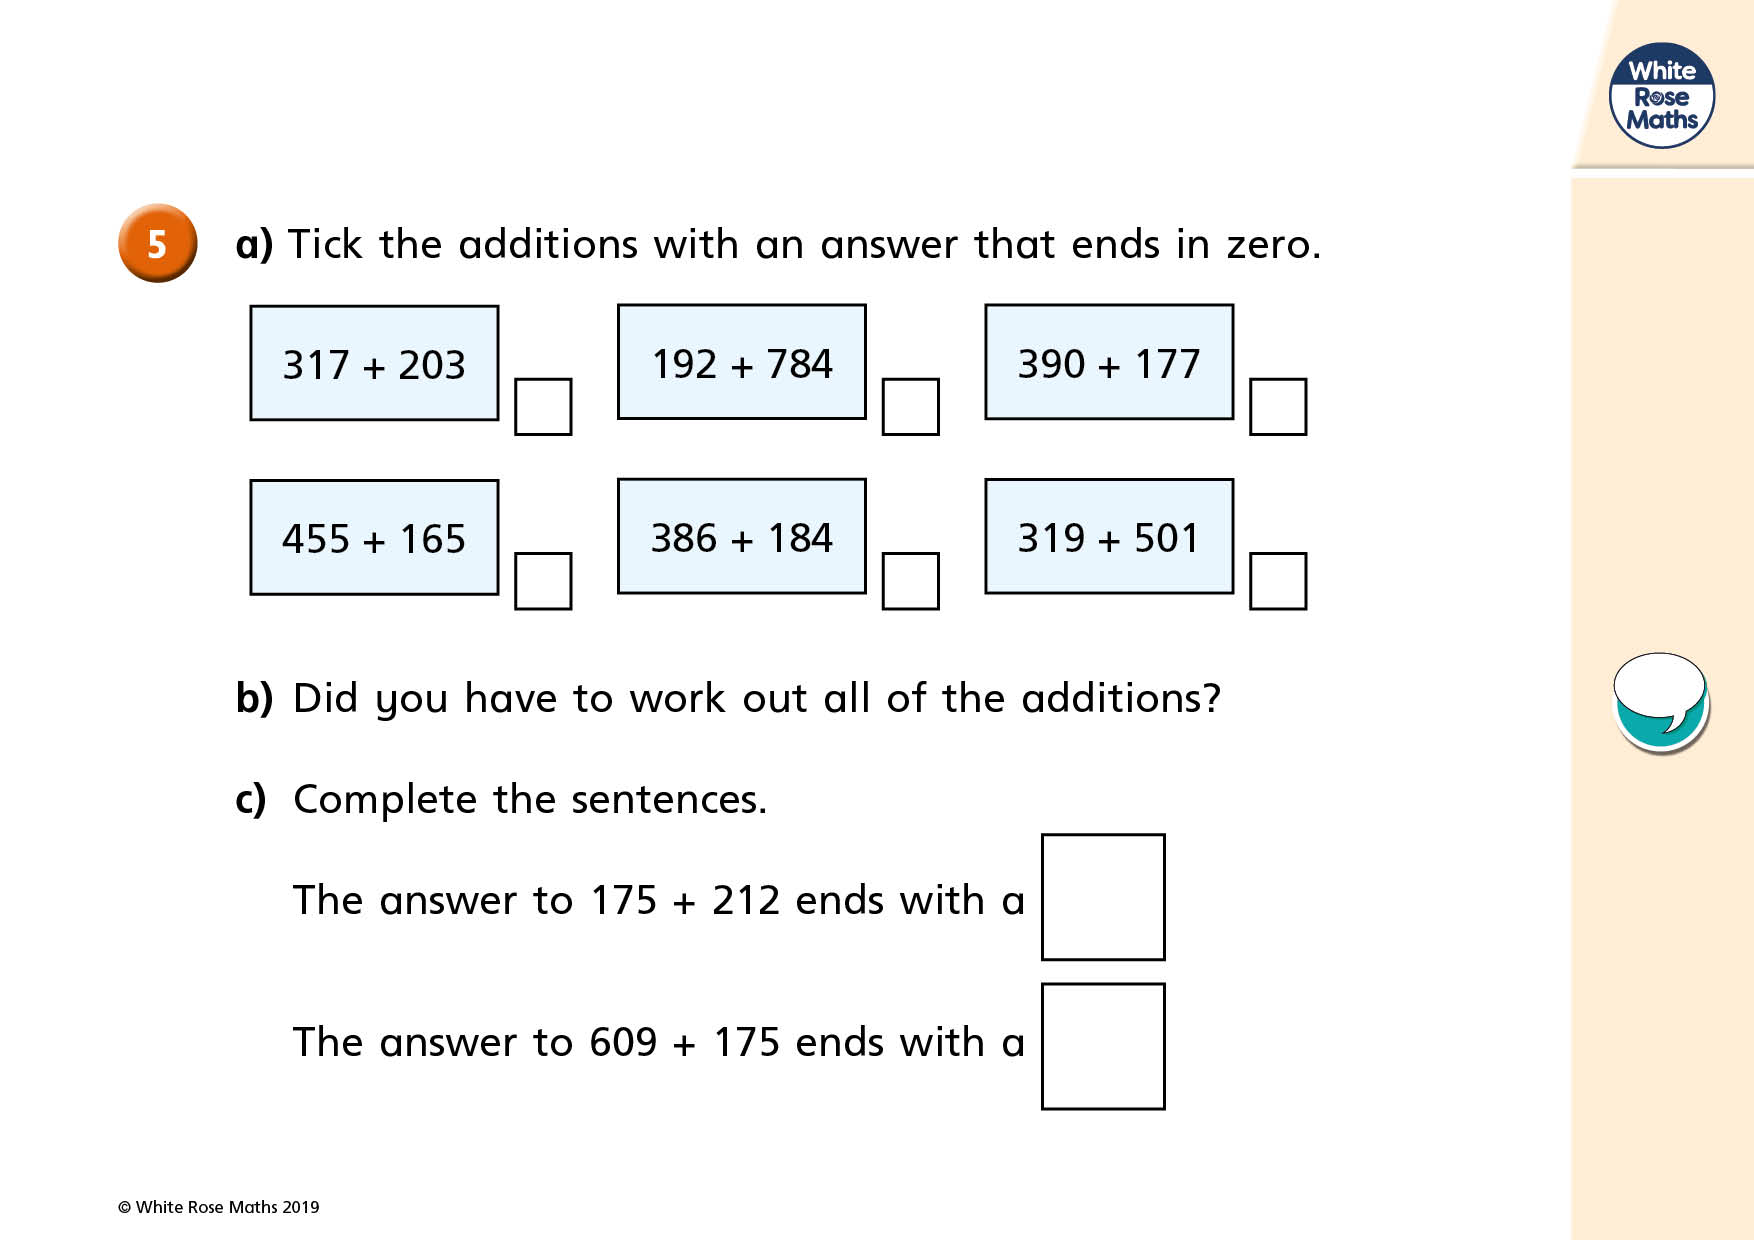 White
Rose
Maths
5 a) Tick the additions with an answer that ends in zero.
317 + 203 192 + 784 390 + 177
455 + 165 386 + 184 319 + 501
b) Did you have to work out all of the additions?
c) Complete the sentences.
The answer to 175 + 212 ends with a
The answer to 609 + 175 ends with a
© White Rose Maths 2019